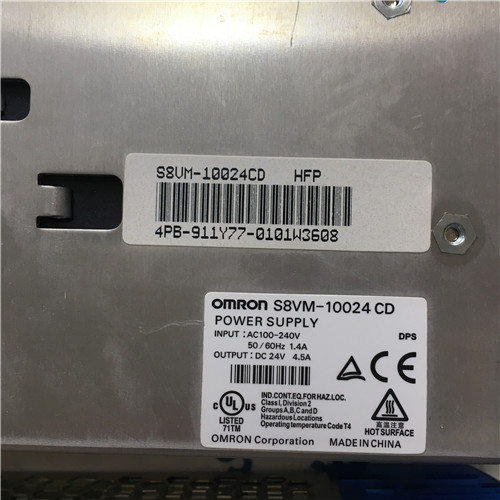 S8VM-10024CD HFP
4PB-911Y77-0101W3608
OMRON S8VM-10024 CD
POWER SUPPLY
INPUT : AC100-240V
50 / 60Hz 1.4A
OUTPUT : DC 24V 4.5A
DPS
C UL US
LISTED
71TM
IND.CONT.EQ.FOR HAZ.LOC.
Class I, Division 2
Groups A,B,C and D
Hazardous Locations
Operating temperature Code T4
高温注意
HOT SURFACE
OMRON Corporation MADE IN CHINA